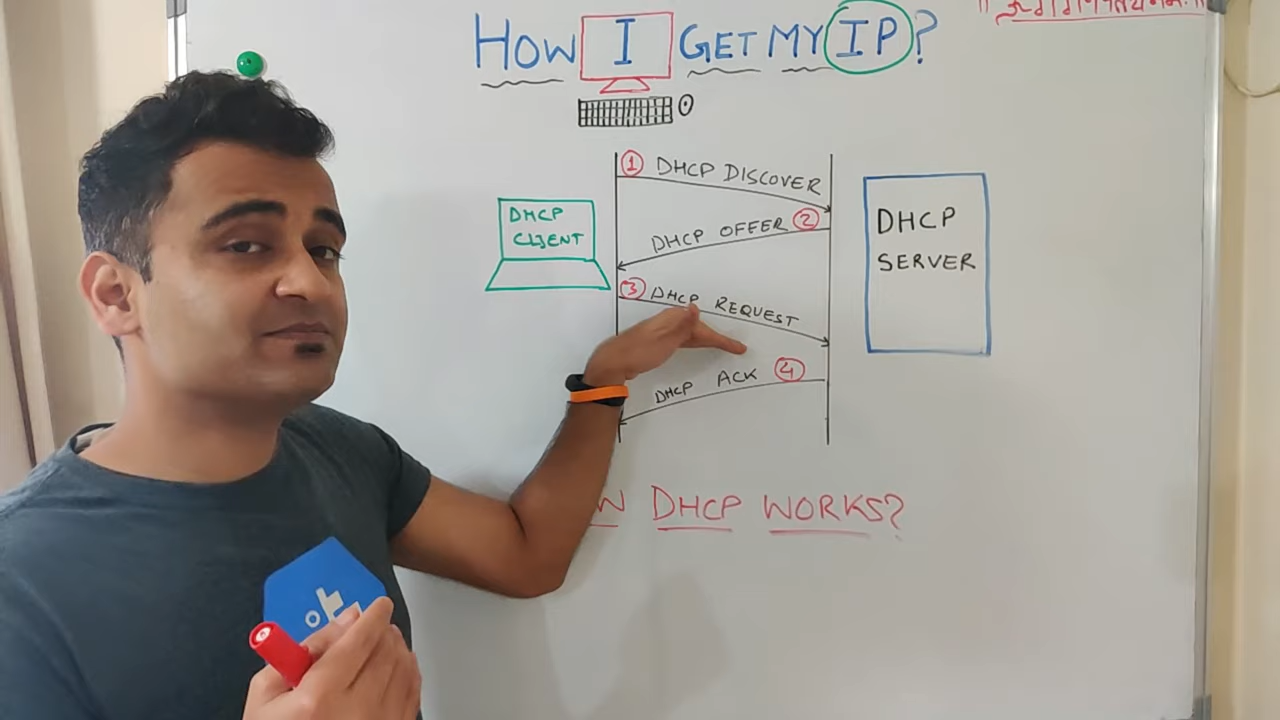 HOW I GET MY IP?
① DHCP DISCOVER
DHCP OFFER ②
DHCP CLIENT
DHCP SERVER
③ DHCP REQUEST
DHCP ACK ④
DHCP WORKS?